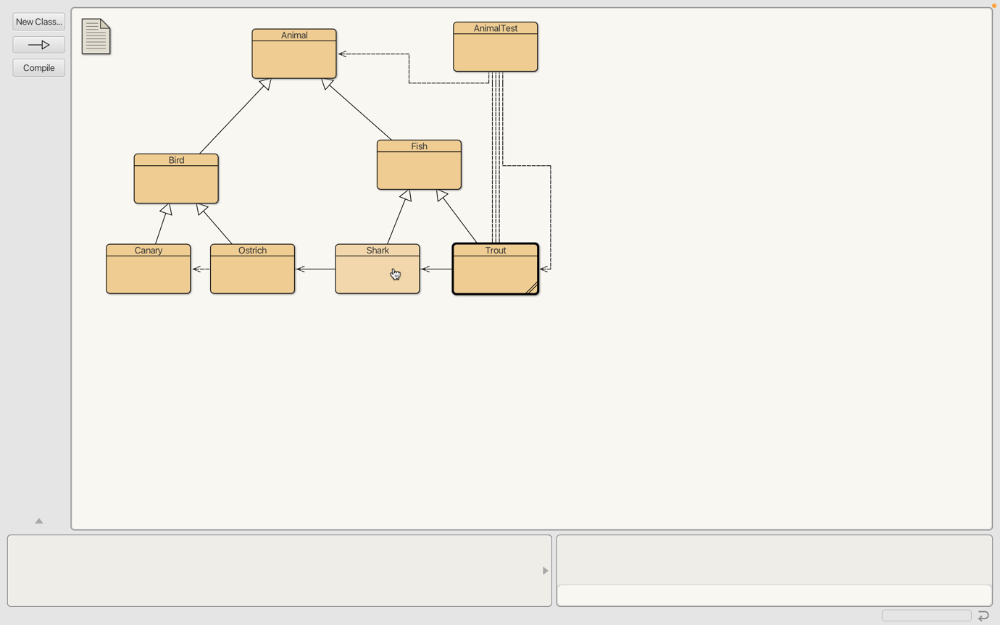 New Class...
Compile
Animal
AnimalTest
Bird
Fish
Canary
Ostrich
Shark
Trout